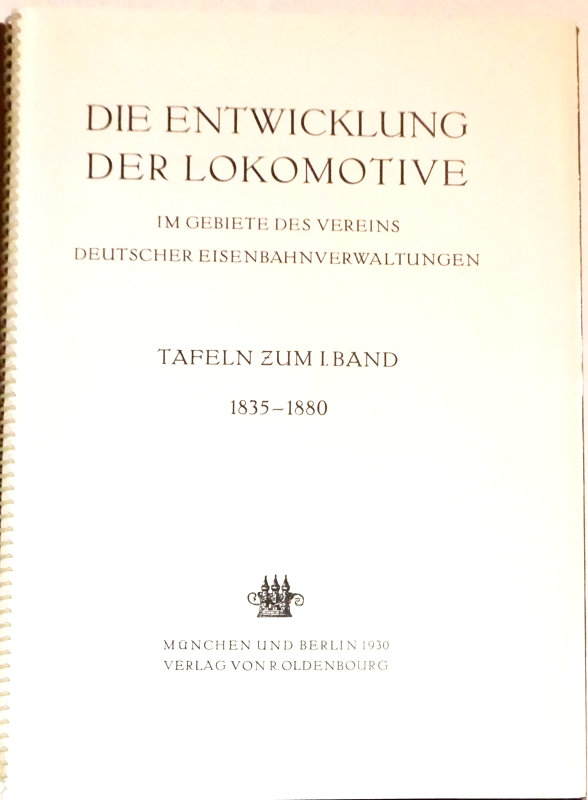 DIE ENTWICKLUNG
DER LOKOMOTIVE
IM GEBIETE DES VEREINS
DEUTSCHER EISENBAHNVERWALTUNGEN
TAFELN ZUM I. BAND
1835–1880
MÜNCHEN UND BERLIN 1930
VERLAG VON R. OLDENBOURG